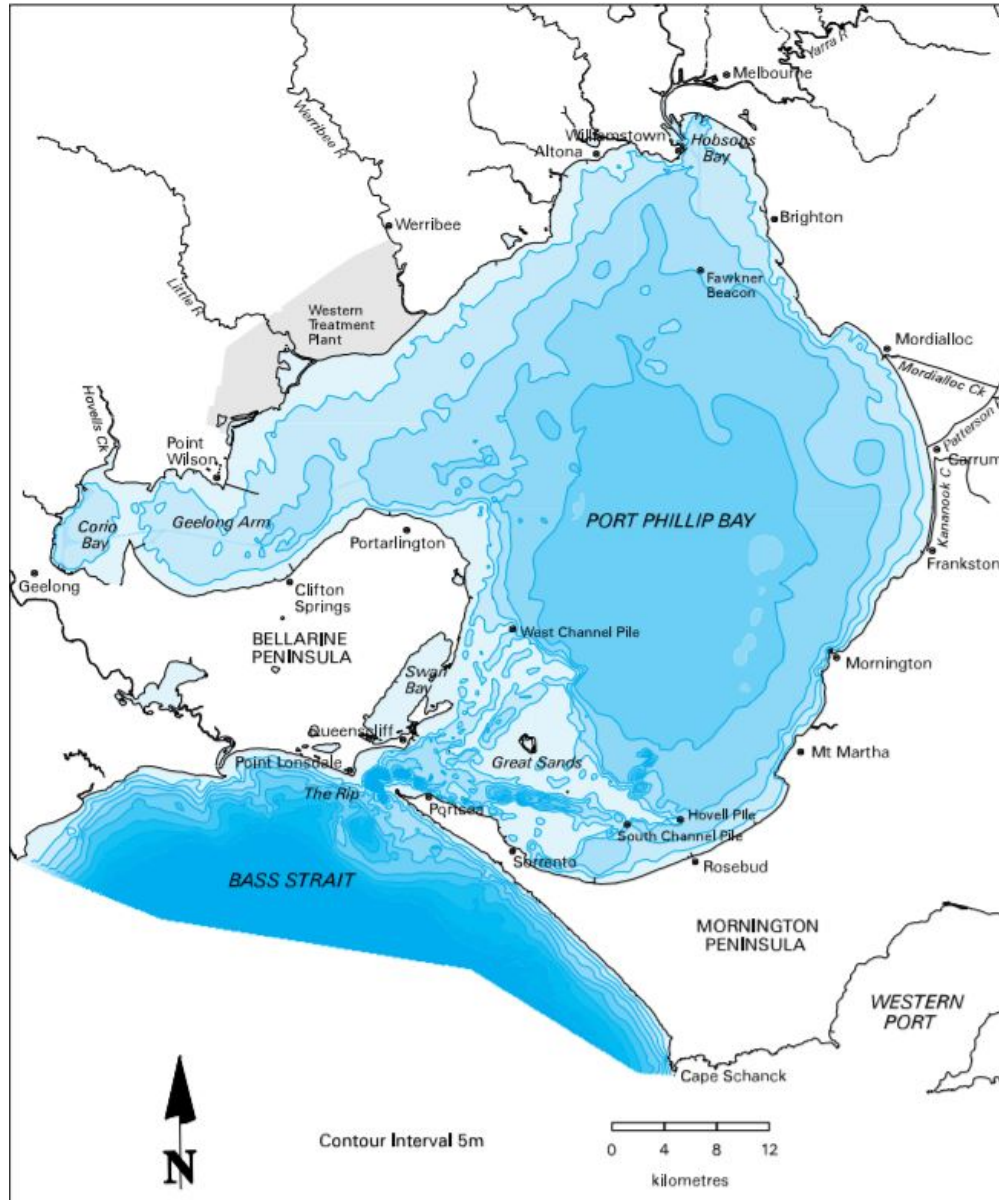 Yarra R
Melbourne
Werribee R
Williamstown
Hobsons
Bay
Altona
Werribee
Brighton
Fawkner
Beacon
Little R
Western
Treatment
Plant
Mordialloc
Mordialloc Ck
Hovells Ck
Patterson
Point
Wilson
Carrum
Kananook C
Corio
Bay
Geelong Arm
PORT PHILLIP BAY
Portarlington
Frankston
Geelong
Clifton
Springs
BELLARINE
PENINSULA
West Channel Pile
Mornington
Swan
Bay
Queenscliff
Mt Martha
Point Lonsdale
Great Sands
The Rip
Portsea
Hovell Pile
South Channel Pile
Sorrento
Rosebud
BASS STRAIT
MORNINGTON
PENINSULA
WESTERN
PORT
Cape Schanck
N
Contour Interval 5m
0 4 8 12
kilometres